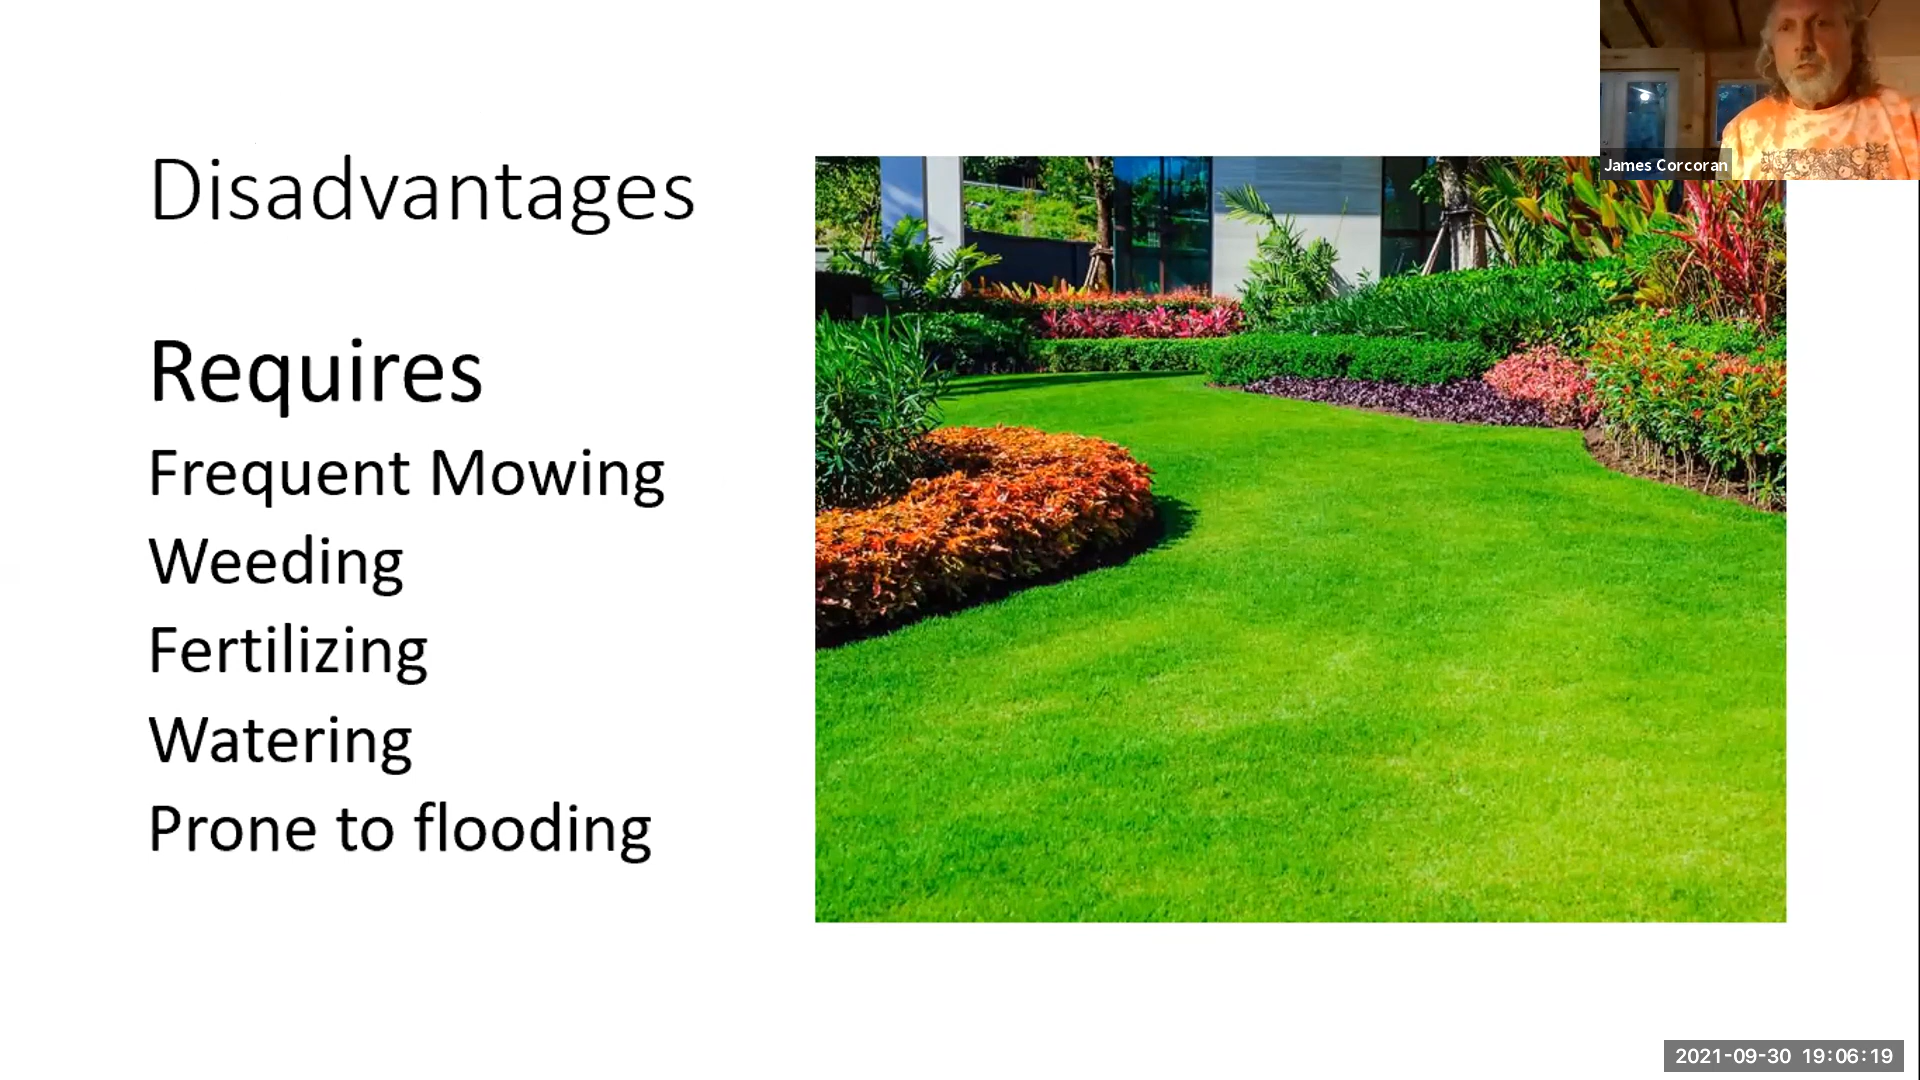 James Corcoran
Disadvantages
Requires
Frequent Mowing
Weeding
Fertilizing
Watering
Prone to flooding
2021-09-30 19:06:19